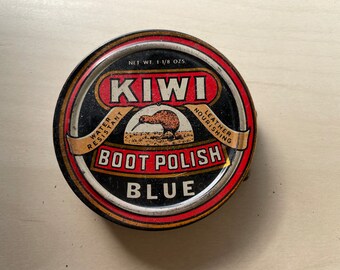 NET WT. 1-1/8 OZS.
KIWI
WATER
RESISTANT
LEATHER
NOURISHING
BOOT POLISH
BLUE